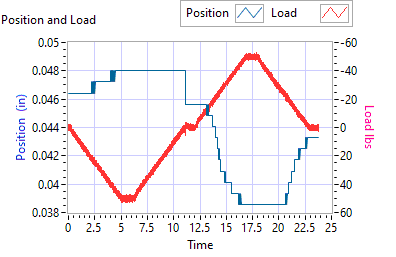 Position Load
Position and Load
0.05
0.048
0.046
0.044
0.042
0.04
0.038
Position (in)
-60
-40
-20
0
20
40
60
Load lbs
0 2.5 5 7.5 10 12.5 15 17.5 20 22.5 25
Time